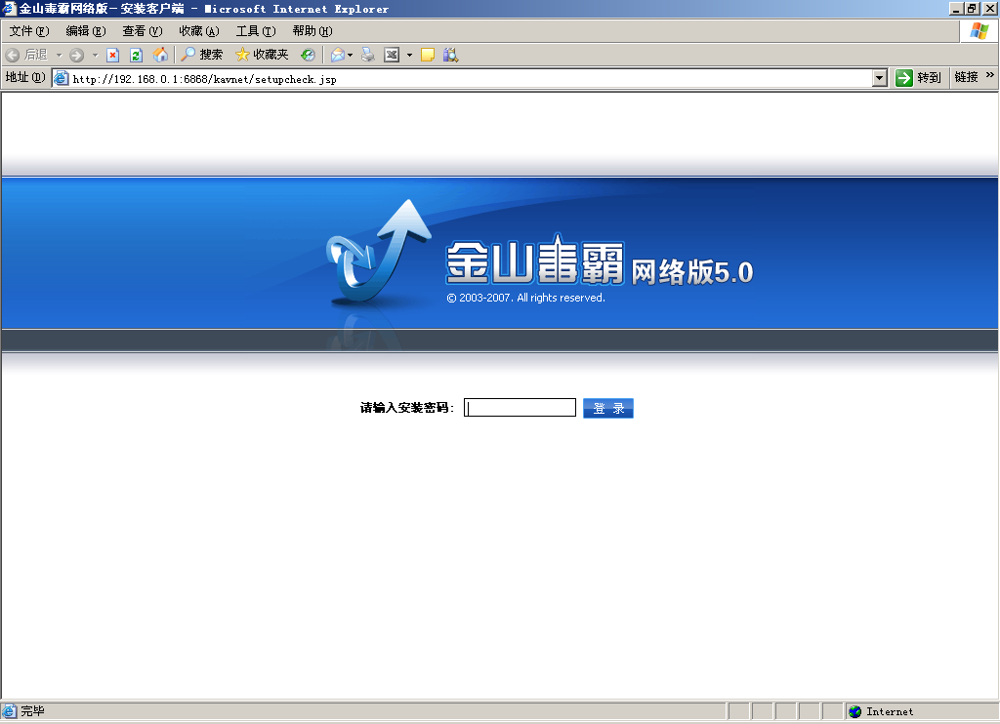 金山毒霸网络版－安装客户端 - Microsoft Internet Explorer
文件(F) 编辑(E) 查看(V) 收藏(A) 工具(T) 帮助(H)
后退 搜索 收藏夹
地址(D) http://192.168.0.1:6868/kavnet/setupcheck.jsp 转到 链接 »
金山毒霸 网络版5.0
© 2003-2007. All rights reserved.
请输入安装密码： 登 录
完毕 Internet